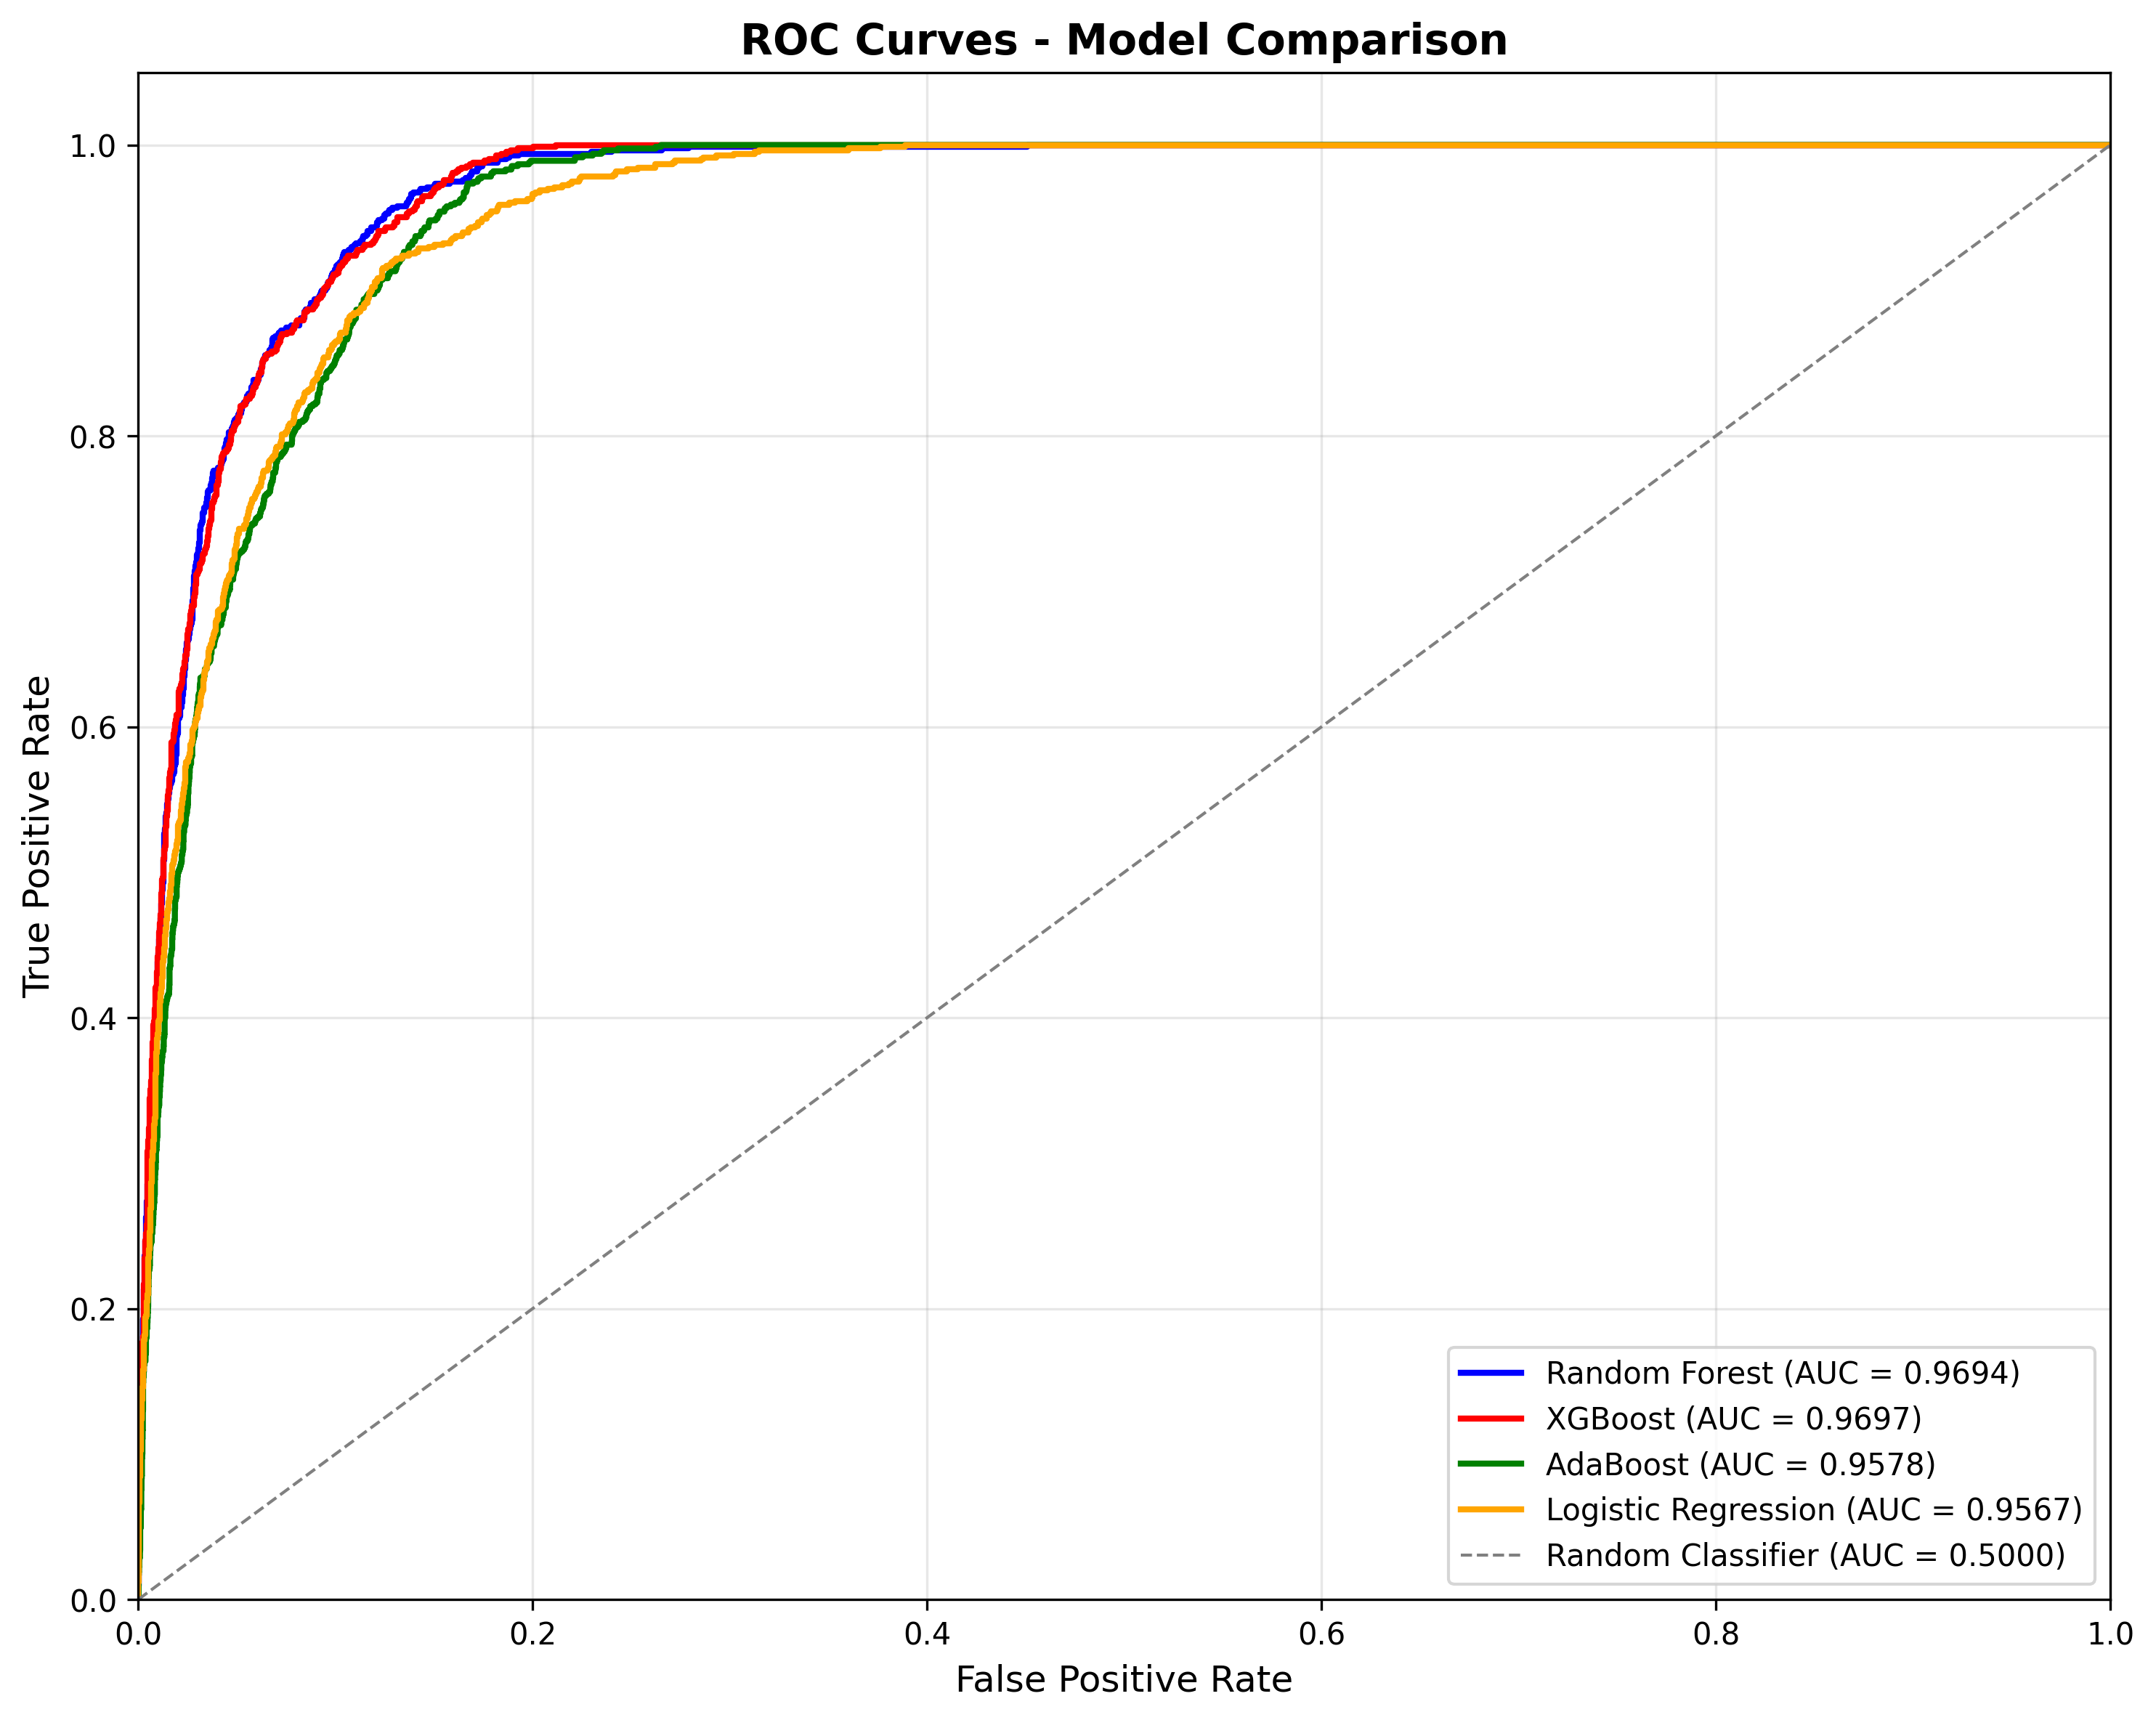 ROC Curves - Model Comparison
True Positive Rate
1.0
0.8
0.6
0.4
0.2
0.0
0.0 0.2 0.4 0.6 0.8 1.0
False Positive Rate
Random Forest (AUC = 0.9694)
XGBoost (AUC = 0.9697)
AdaBoost (AUC = 0.9578)
Logistic Regression (AUC = 0.9567)
Random Classifier (AUC = 0.5000)